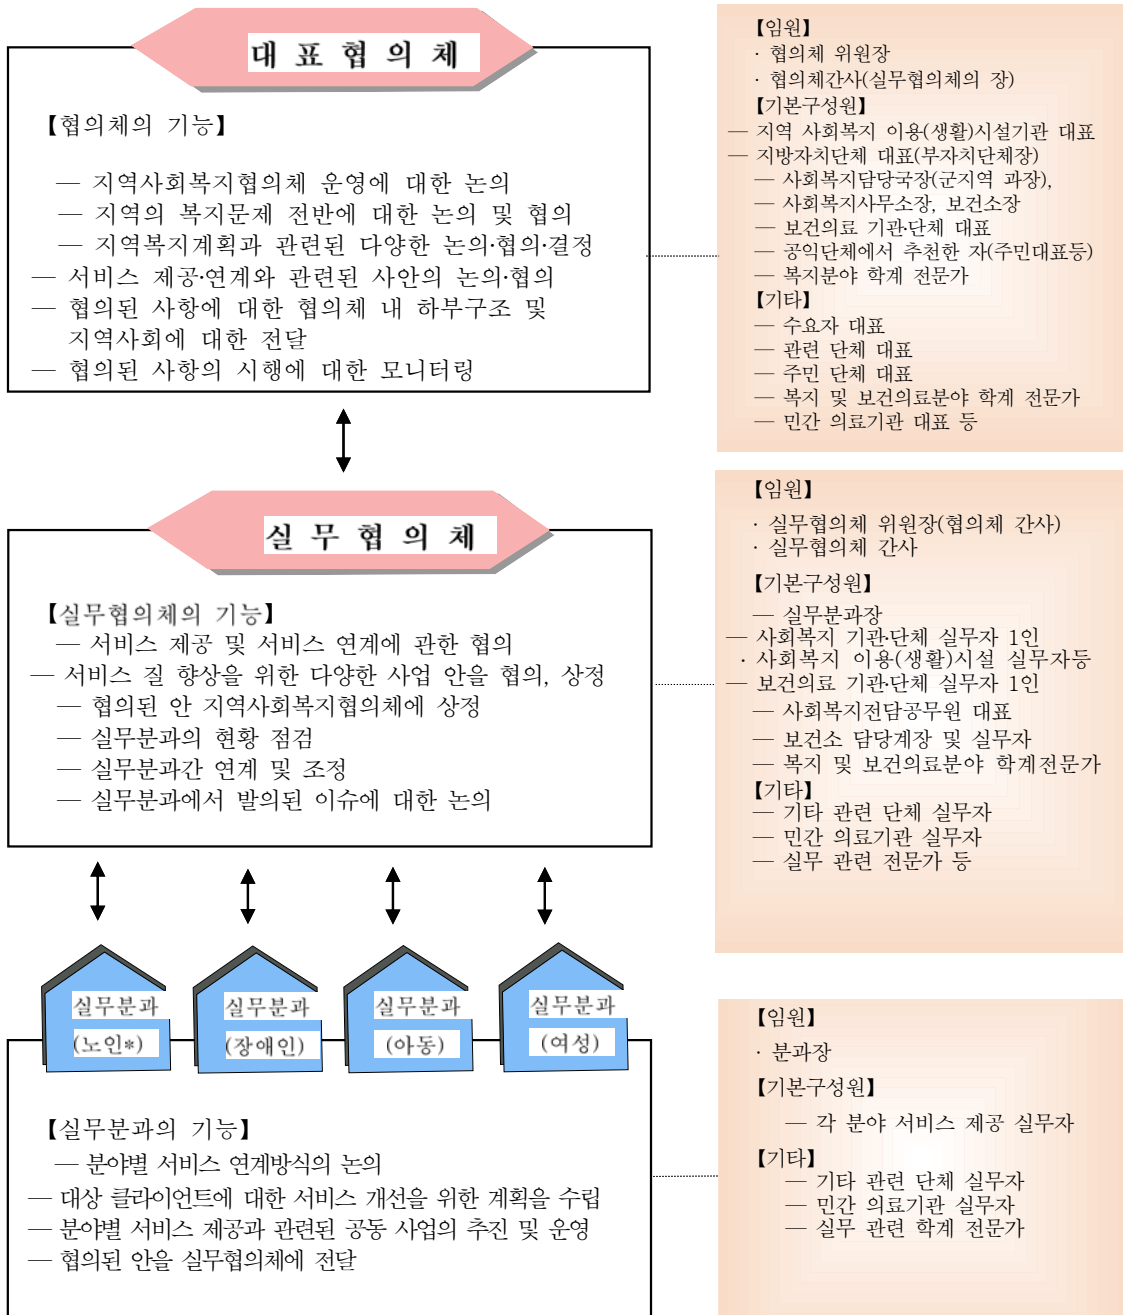 대 표 협 의 체
【협의체의 기능】
— 지역사회복지협의체 운영에 대한 논의
— 지역의 복지문제 전반에 대한 논의 및 협의
— 지역복지계획과 관련된 다양한 논의·협의·결정
— 서비스 제공·연계와 관련된 사안의 논의·협의
— 협의된 사항에 대한 협의체 내 하부구조 및
지역사회에 대한 전달
— 협의된 사항의 시행에 대한 모니터링
【임원】
· 협의체 위원장
· 협의체간사(실무협의체의 장)
【기본구성원】
— 지역 사회복지 이용(생활)시설기관 대표
— 지방자치단체 대표(부자치단체장)
— 사회복지담당국장(군지역 과장),
— 사회복지사무소장, 보건소장
— 보건의료 기관·단체 대표
— 공익단체에서 추천한 자(주민대표등)
— 복지분야 학계 전문가
【기타】
— 수요자 대표
— 관련 단체 대표
— 주민 단체 대표
— 복지 및 보건의료분야 학계 전문가
— 민간 의료기관 대표 등
실 무 협 의 체
【실무협의체의 기능】
— 서비스 제공 및 서비스 연계에 관한 협의
— 서비스 질 향상을 위한 다양한 사업 안을 협의, 상정
— 협의된 안 지역사회복지협의체에 상정
— 실무분과의 현황 점검
— 실무분과간 연계 및 조정
— 실무분과에서 발의된 이슈에 대한 논의
【임원】
· 실무협의체 위원장(협의체 간사)
· 실무협의체 간사
【기본구성원】
— 실무분과장
— 사회복지 기관·단체 실무자 1인
· 사회복지 이용(생활)시설 실무자등
— 보건의료 기관·단체 실무자 1인
— 사회복지전담공무원 대표
— 보건소 담당계장 및 실무자
— 복지 및 보건의료분야 학계전문가
【기타】
— 기타 관련 단체 실무자
— 민간 의료기관 실무자
— 실무 관련 전문가 등
실무분과
(노인*)
실무분과
(장애인)
실무분과
(아동)
실무분과
(여성)
【실무분과의 기능】
— 분야별 서비스 연계방식의 논의
— 대상 클라이언트에 대한 서비스 개선을 위한 계획을 수립
— 분야별 서비스 제공과 관련된 공동 사업의 추진 및 운영
— 협의된 안을 실무협의체에 전달
【임원】
· 분과장
【기본구성원】
— 각 분야 서비스 제공 실무자
【기타】
— 기타 관련 단체 실무자
— 민간 의료기관 실무자
— 실무 관련 학계 전문가